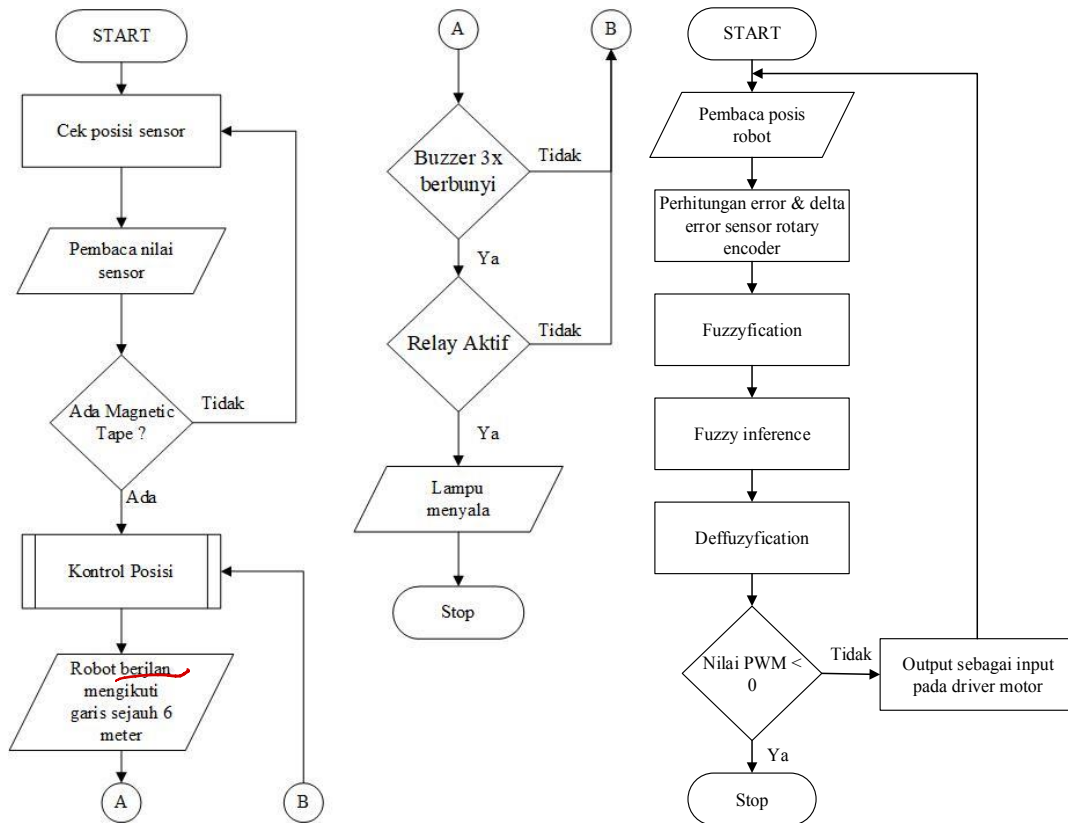 START
Cek posisi sensor
Pembaca nilai
sensor
Ada Magnetic
Tape ?
Tidak
Ada
Kontrol Posisi
Robot berilan
mengikuti
garis sejauh 6
meter
A
B
A
B
Buzzer 3x
berbunyi
Tidak
Ya
Relay Aktif
Tidak
Ya
Lampu
menyala
Stop
START
Pembaca posis
robot
Perhitungan error & delta
error sensor rotary
encoder
Fuzzyfication
Fuzzy inference
Deffuzyfication
Nilai PWM <
0
Tidak
Output sebagai input
pada driver motor
Ya
Stop